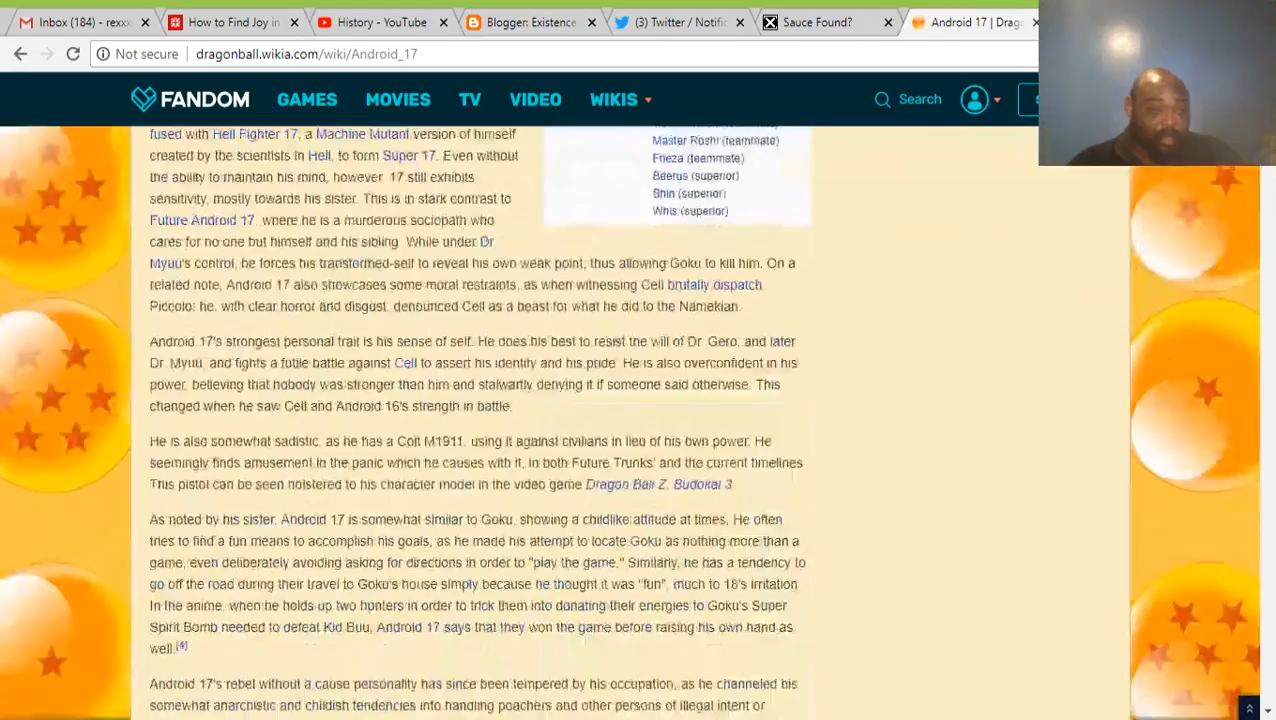 Inbox (184) - rexxx
How to Find Joy in
History - YouTube
Blogger: Existence
(3) Twitter / Notific
Sauce Found?
Android 17 | Drag
Not secure
dragonball.wikia.com/wiki/Android_17
FANDOM GAMES MOVIES TV VIDEO WIKIS Search
fused with Hell Fighter 17, a Machine Mutant version of himself
created by the scientists in Hell, to form Super 17. Even without
the ability to maintain his mind, however 17 still exhibits
sensitivity, mostly towards his sister. This is in stark contrast to
Future Android 17, where he is a murderous sociopath who
cares for no one but himself and his sibling. While under Dr
Myuu's control, he forces his transformed-self to reveal his own weak point, thus allowing Goku to kill him. On a
related note, Android 17 also showcases some moral restraints, as when witnessing Cell brutally dispatch
Piccolo; he, with clear horror and disgust, denounced Cell as a beast for what he did to the Namekian.
Master Roshi (teammate)
Frieza (teammate)
Beerus (superior)
Shin (superior)
Whis (superior)
Android 17's strongest personal trait is his sense of self. He does his best to resist the will of Dr. Gero, and later
Dr. Myuu, and fights a futile battle against Cell to assert his identity and his pride. He is also overconfident in his
power, believing that nobody was stronger than him and stalwartly denying it if someone said otherwise. This
changed when he saw Cell and Android 16's strength in battle.
He is also somewhat sadistic, as he has a Colt M1911, using it against civilians in lieu of his own power. He
seemingly finds amusement in the panic which he causes with it, in both Future Trunks' and the current timelines
This pistol can be seen holstered to his character model in the video game Dragon Ball Z: Budokai 3
As noted by his sister, Android 17 is somewhat similar to Goku, showing a childlike attitude at times. He often
tries to find a fun means to accomplish his goals, as he made his attempt to locate Goku as nothing more than a
game, even deliberately avoiding asking for directions in order to "play the game." Similarly, he has a tendency to
go off the road during their travel to Goku's house simply because he thought it was "fun", much to 18's irritation
In the anime, when he holds up two hunters in order to trick them into donating their energies to Goku's Super
Spirit Bomb needed to defeat Kid Buu, Android 17 says that they won the game before raising his own hand as
well.[4]
Android 17's rebel without a cause personality has since been tempered by his occupation, as he channeled his
somewhat anarchistic and childish tendencies into handling poachers and other persons of illegal intent or